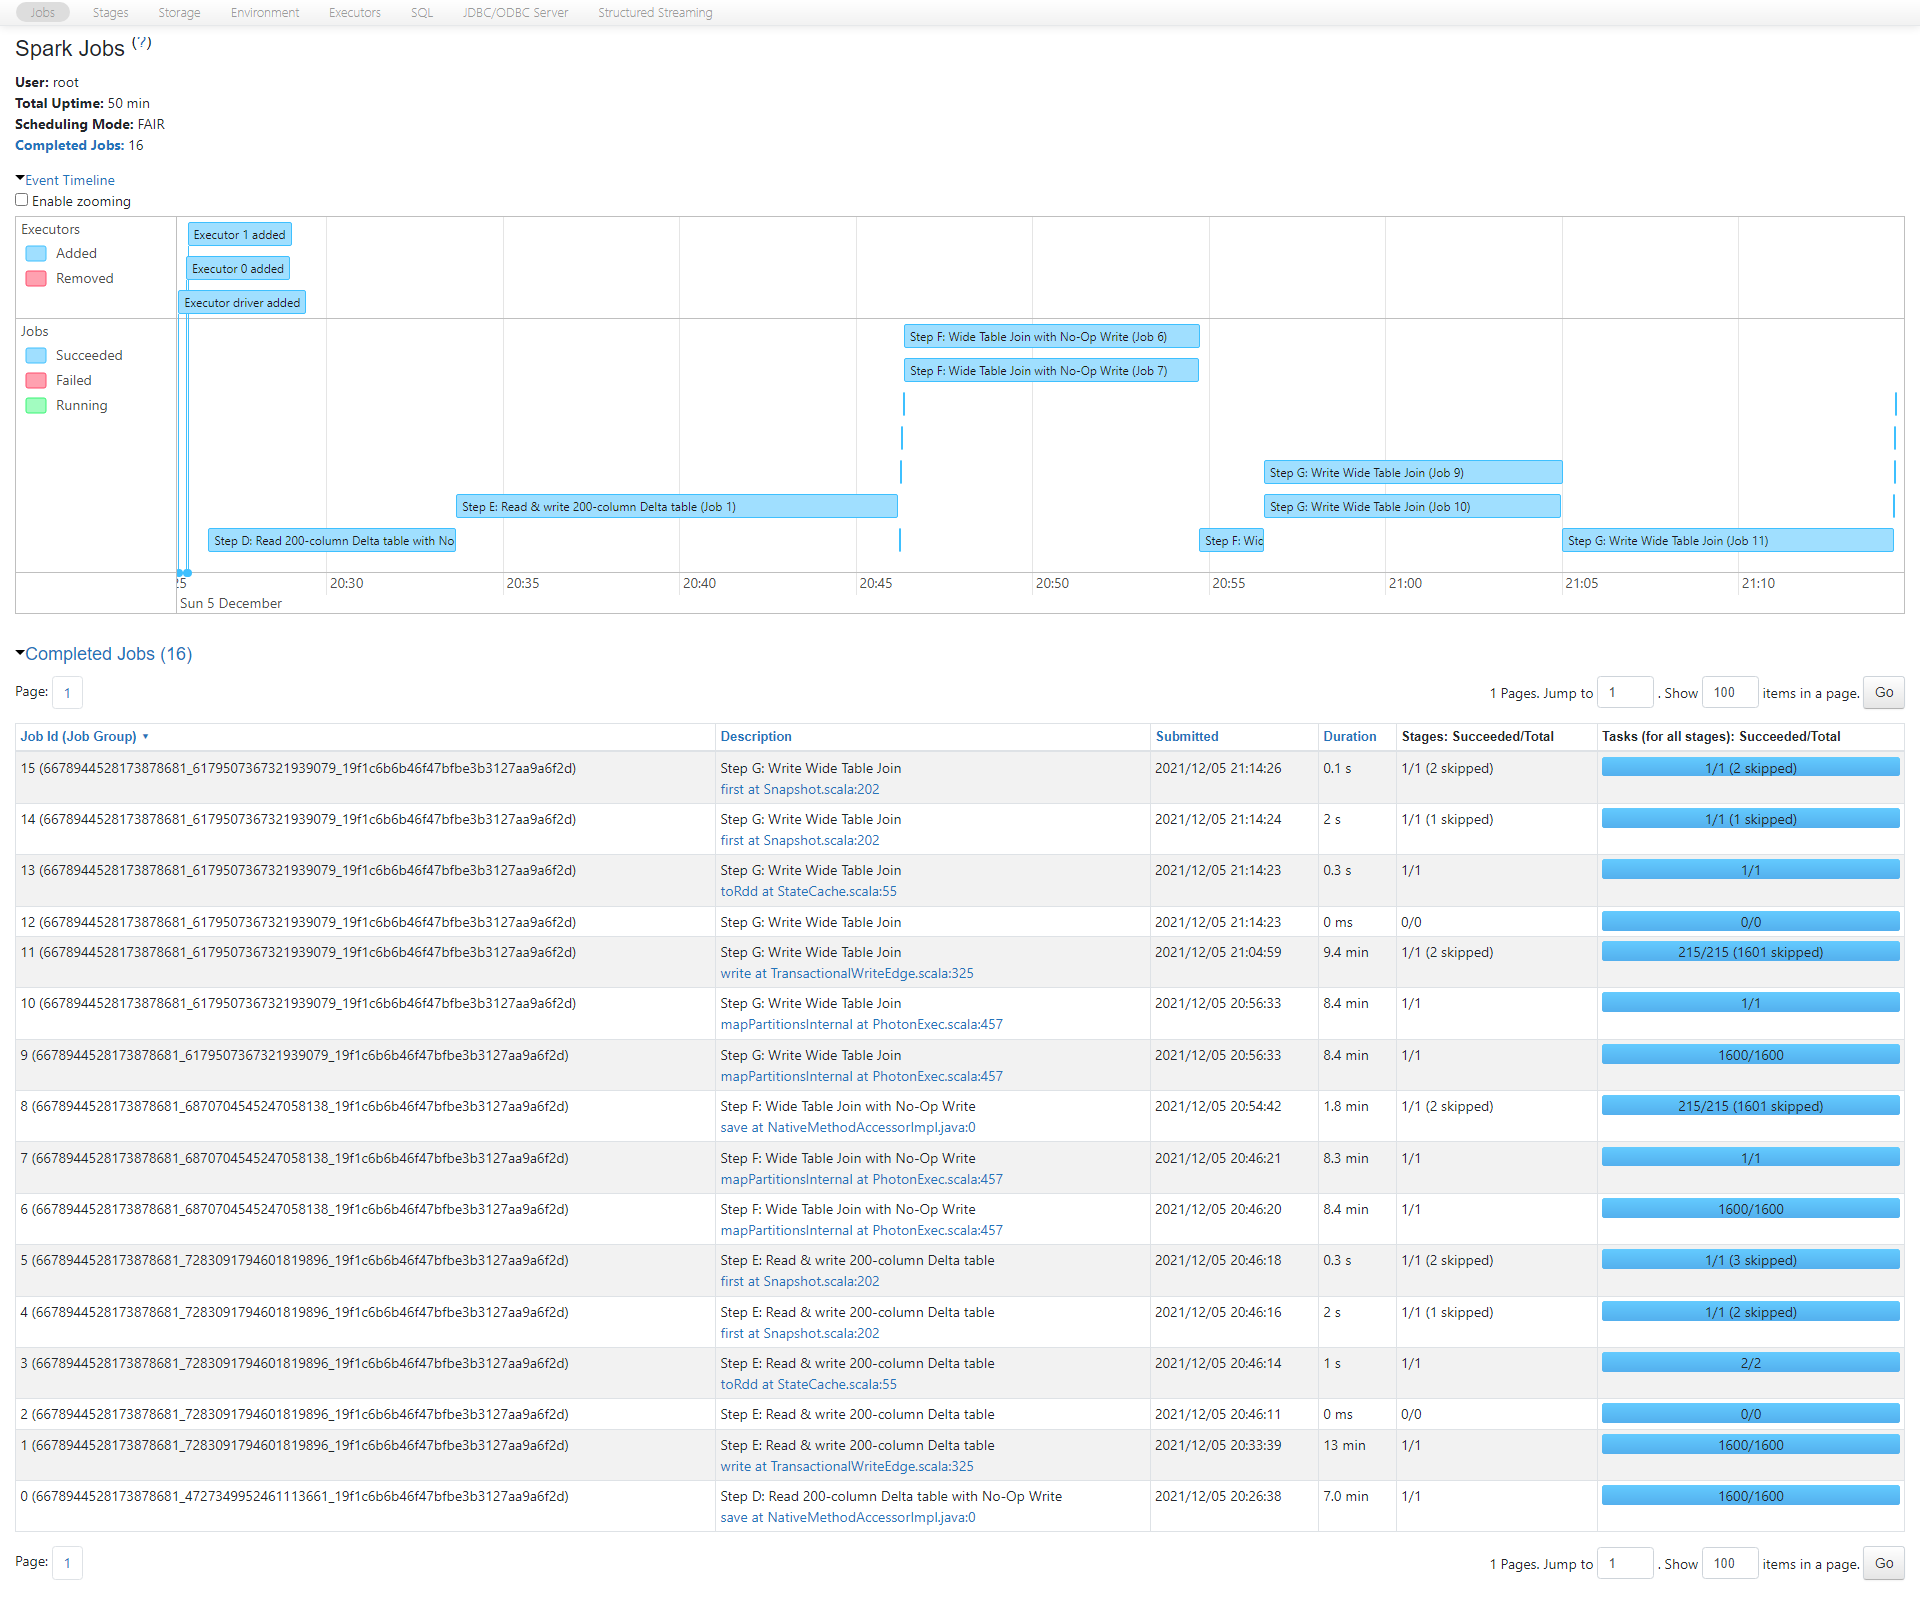 Jobs Stages Storage Environment Executors SQL JDBC/ODBC Server Structured Streaming
Spark Jobs (?)
User: root
Total Uptime: 50 min
Scheduling Mode: FAIR
Completed Jobs: 16
Event Timeline
Enable zooming
Executors
Added
Removed
Executor 1 added
Executor 0 added
Executor driver added
Jobs
Succeeded
Failed
Running
Step F: Wide Table Join with No-Op Write (Job 6)
Step F: Wide Table Join with No-Op Write (Job 7)
Step G: Write Wide Table Join (Job 9)
Step E: Read & write 200-column Delta table (Job 1)
Step G: Write Wide Table Join (Job 10)
Step D: Read 200-column Delta table with No
Step F: Wic
Step G: Write Wide Table Join (Job 11)
:5 20:30 20:35 20:40 20:45 20:50 20:55 21:00 21:05 21:10
Sun 5 December
Completed Jobs (16)
Page: 1
1 Pages. Jump to 1 . Show 100 items in a page. Go
Job Id (Job Group) ▾ Description Submitted Duration Stages: Succeeded/Total Tasks (for all stages): Succeeded/Total
15 (6678944528173878681_6179507367321939079_19f1c6b6b46f47bfbe3b3127aa9a6f2d) Step G: Write Wide Table Join 2021/12/05 21:14:26 0.1 s 1/1 (2 skipped) 1/1 (2 skipped)
first at Snapshot.scala:202
14 (6678944528173878681_6179507367321939079_19f1c6b6b46f47bfbe3b3127aa9a6f2d) Step G: Write Wide Table Join 2021/12/05 21:14:24 2 s 1/1 (1 skipped) 1/1 (1 skipped)
first at Snapshot.scala:202
13 (6678944528173878681_6179507367321939079_19f1c6b6b46f47bfbe3b3127aa9a6f2d) Step G: Write Wide Table Join 2021/12/05 21:14:23 0.3 s 1/1 1/1
toRdd at StateCache.scala:55
12 (6678944528173878681_6179507367321939079_19f1c6b6b46f47bfbe3b3127aa9a6f2d) Step G: Write Wide Table Join 2021/12/05 21:14:23 0 ms 0/0 0/0
11 (6678944528173878681_6179507367321939079_19f1c6b6b46f47bfbe3b3127aa9a6f2d) Step G: Write Wide Table Join 2021/12/05 21:04:59 9.4 min 1/1 (2 skipped) 215/215 (1601 skipped)
write at TransactionalWriteEdge.scala:325
10 (6678944528173878681_6179507367321939079_19f1c6b6b46f47bfbe3b3127aa9a6f2d) Step G: Write Wide Table Join 2021/12/05 20:56:33 8.4 min 1/1 1/1
mapPartitionsInternal at PhotonExec.scala:457
9 (6678944528173878681_6179507367321939079_19f1c6b6b46f47bfbe3b3127aa9a6f2d) Step G: Write Wide Table Join 2021/12/05 20:56:33 8.4 min 1/1 1600/1600
mapPartitionsInternal at PhotonExec.scala:457
8 (6678944528173878681_6870704545247058138_19f1c6b6b46f47bfbe3b3127aa9a6f2d) Step F: Wide Table Join with No-Op Write 2021/12/05 20:54:42 1.8 min 1/1 (2 skipped) 215/215 (1601 skipped)
save at NativeMethodAccessorImpl.java:0
7 (6678944528173878681_6870704545247058138_19f1c6b6b46f47bfbe3b3127aa9a6f2d) Step F: Wide Table Join with No-Op Write 2021/12/05 20:46:21 8.3 min 1/1 1/1
mapPartitionsInternal at PhotonExec.scala:457
6 (6678944528173878681_6870704545247058138_19f1c6b6b46f47bfbe3b3127aa9a6f2d) Step F: Wide Table Join with No-Op Write 2021/12/05 20:46:20 8.4 min 1/1 1600/1600
mapPartitionsInternal at PhotonExec.scala:457
5 (6678944528173878681_7283091794601819896_19f1c6b6b46f47bfbe3b3127aa9a6f2d) Step E: Read & write 200-column Delta table 2021/12/05 20:46:18 0.3 s 1/1 (2 skipped) 1/1 (3 skipped)
first at Snapshot.scala:202
4 (6678944528173878681_7283091794601819896_19f1c6b6b46f47bfbe3b3127aa9a6f2d) Step E: Read & write 200-column Delta table 2021/12/05 20:46:16 2 s 1/1 (1 skipped) 1/1 (2 skipped)
first at Snapshot.scala:202
3 (6678944528173878681_7283091794601819896_19f1c6b6b46f47bfbe3b3127aa9a6f2d) Step E: Read & write 200-column Delta table 2021/12/05 20:46:14 1 s 1/1 2/2
toRdd at StateCache.scala:55
2 (6678944528173878681_7283091794601819896_19f1c6b6b46f47bfbe3b3127aa9a6f2d) Step E: Read & write 200-column Delta table 2021/12/05 20:46:11 0 ms 0/0 0/0
1 (6678944528173878681_7283091794601819896_19f1c6b6b46f47bfbe3b3127aa9a6f2d) Step E: Read & write 200-column Delta table 2021/12/05 20:33:39 13 min 1/1 1600/1600
write at TransactionalWriteEdge.scala:325
0 (6678944528173878681_4727349952461113661_19f1c6b6b46f47bfbe3b3127aa9a6f2d) Step D: Read 200-column Delta table with No-Op Write 2021/12/05 20:26:38 7.0 min 1/1 1600/1600
save at NativeMethodAccessorImpl.java:0
Page: 1
1 Pages. Jump to 1 . Show 100 items in a page. Go